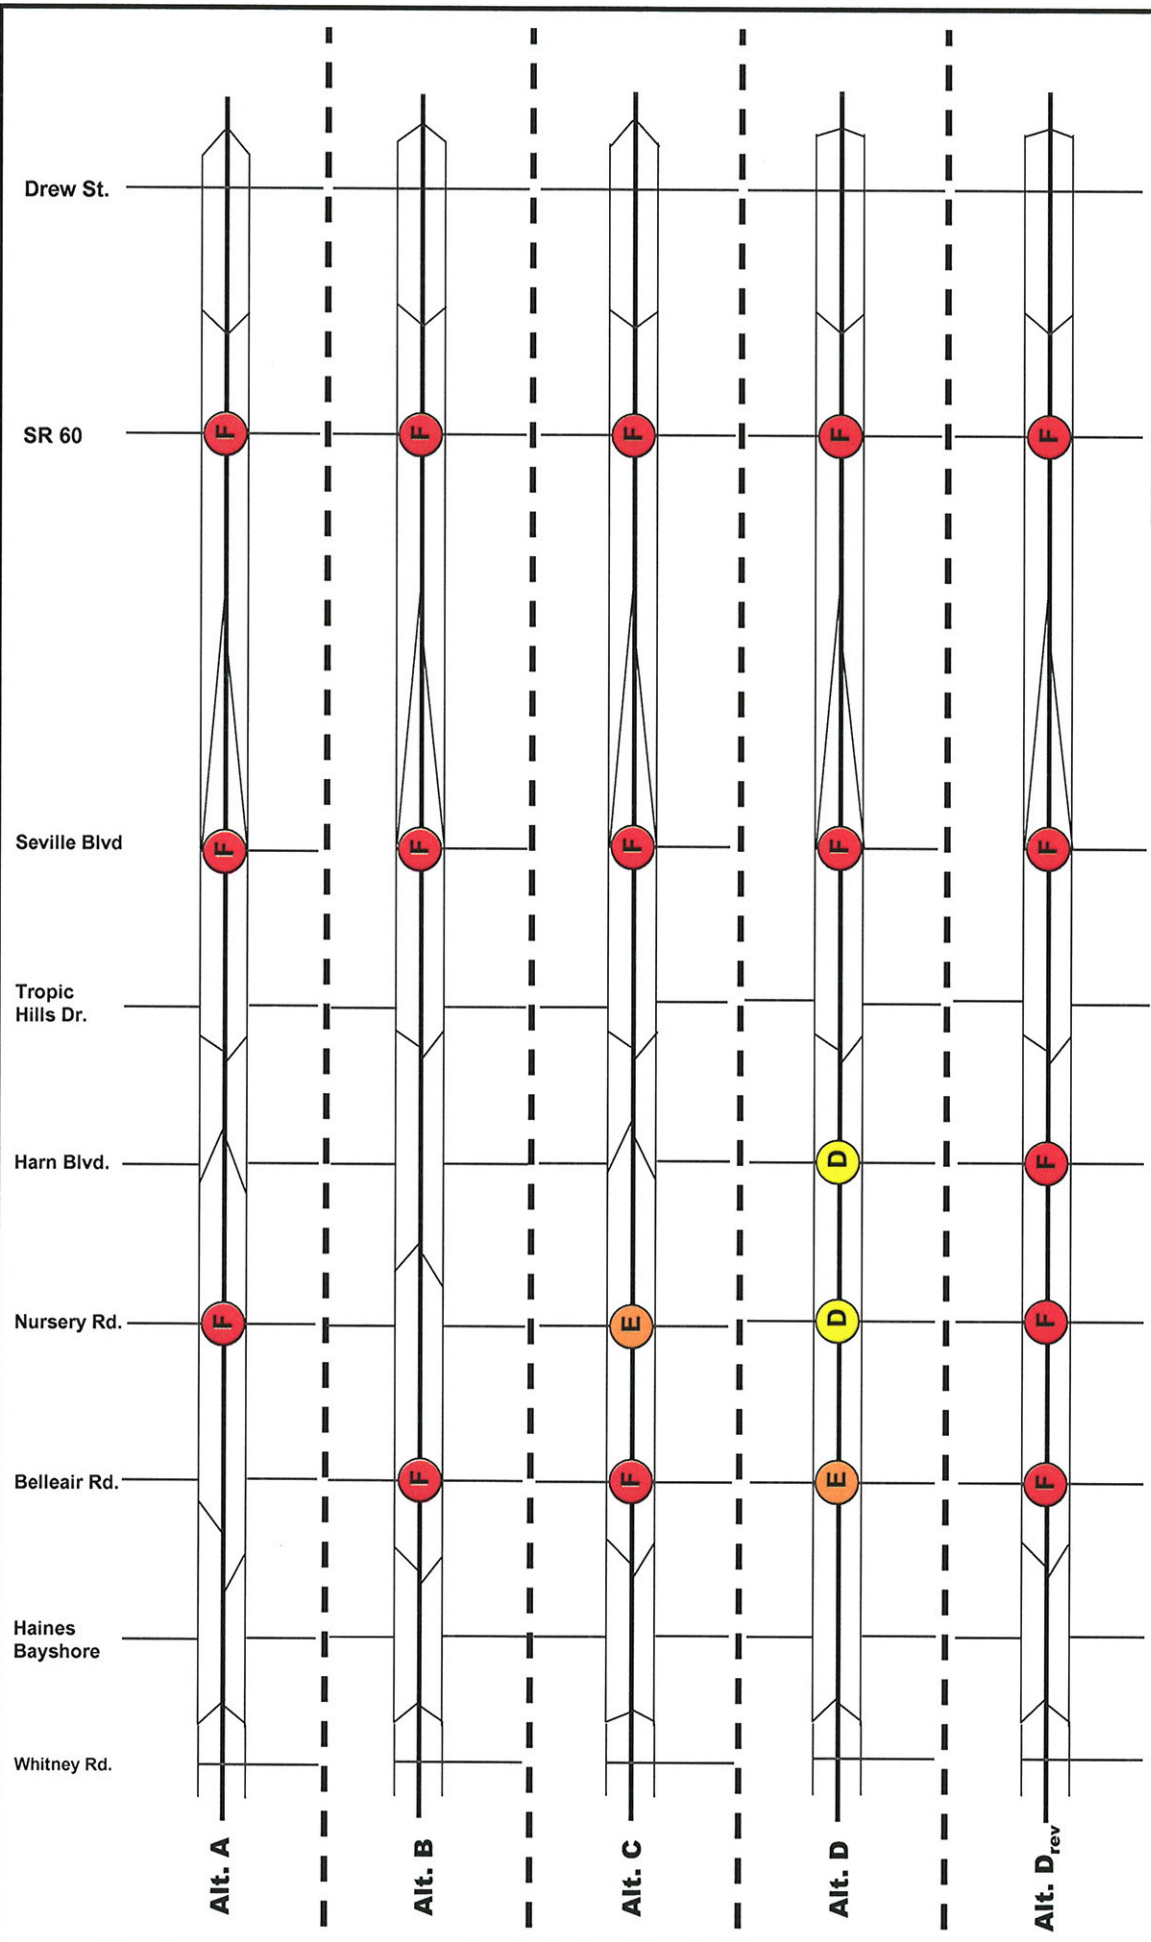 Drew St.
SR 60
F F F F F
Seville Blvd
F F F F F
Tropic
Hills Dr.
Harn Blvd.
D F
Nursery Rd.
F E D F
Belleair Rd.
F F E F
Haines
Bayshore
Whitney Rd.
Alt. A
Alt. B
Alt. C
Alt. D
Alt. Drev